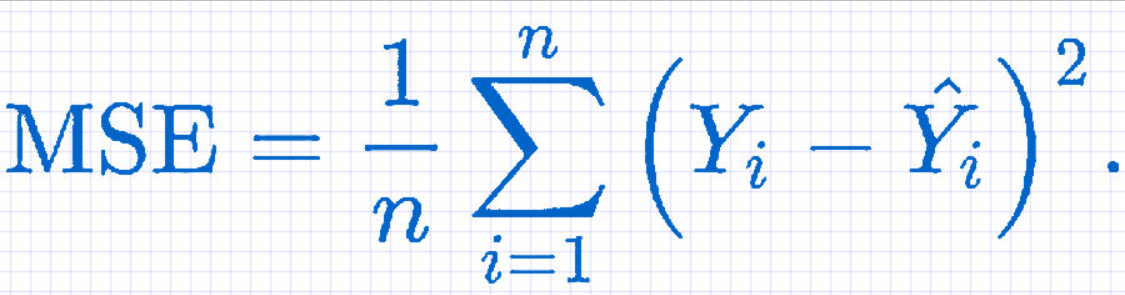 MSE = \frac{1}{n} \sum_{i=1}^{n} \left( Y_i - \hat{Y}_i \right)^2 .